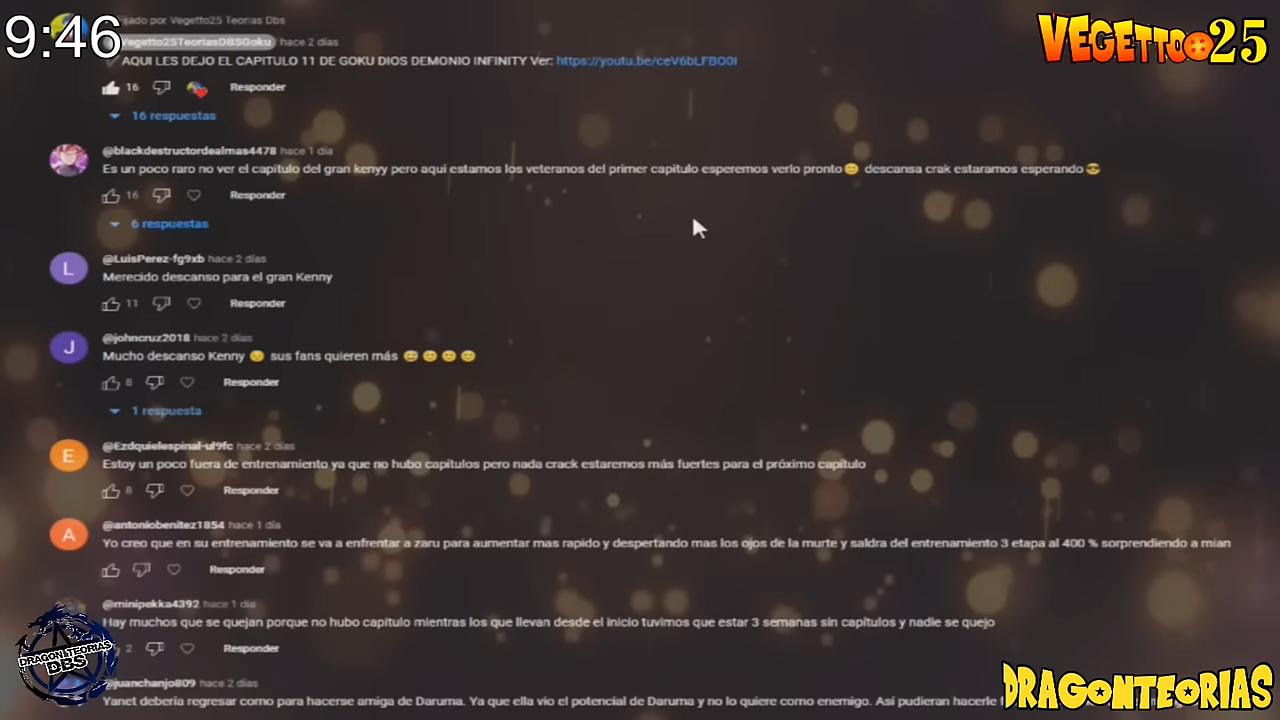 9:46
ijado por Vegetto25 Teorias Dbs
Vegetto25TeoriasDBSGoku hace 2 días
AQUI LES DEJO EL CAPITULO 11 DE GOKU DIOS DEMONIO INFINITY Ver: https://youtu.be/ceV6bLFBO0I
16 Responder
16 respuestas
@blackdestructordealmas4478 hace 1 día
Es un poco raro no ver el capitulo del gran kenyy pero aqui estamos los veteranos del primer capitulo esperemos verlo pronto😊 descansa crak estaramos esperando😎
16 Responder
6 respuestas
L
@LuisPerez-fg9xb hace 2 días
Merecido descanso para el gran Kenny
11 Responder
J
@johncruz2018 hace 2 días
Mucho descanso Kenny 😔 sus fans quieren más 😅😊😊😊
8 Responder
1 respuesta
E
@Ezdquielespinal-ul9fc hace 2 días
Estoy un poco fuera de entrenamiento ya que no hubo capítulos pero nada crack estaremos más fuertes para el próximo capítulo
8 Responder
A
@antoniobenitez1854 hace 1 día
Yo creo que en su entrenamiento se va a enfrentar a zaru para aumentar mas rapido y despertando mas los ojos de la murte y saldra del entrenamiento 3 etapa al 400 % sorprendiendo a mian
Responder
@minipekka4392 hace 1 día
Hay muchos que se quejan porque no hubo capitulo mientras los que llevan desde el inicio tuvimos que estar 3 semanas sin capítulos y nadie se quejo
2 Responder
@juanchanjo809 hace 2 días
Yanet debería regresar como para hacerse amiga de Daruma. Ya que ella vio el potencial de Daruma y no lo quiere como enemigo. Asi pudieran hacerle
VEGETTO 25
DRAGON TEORIAS
DBS
DRAGONTEORIAS